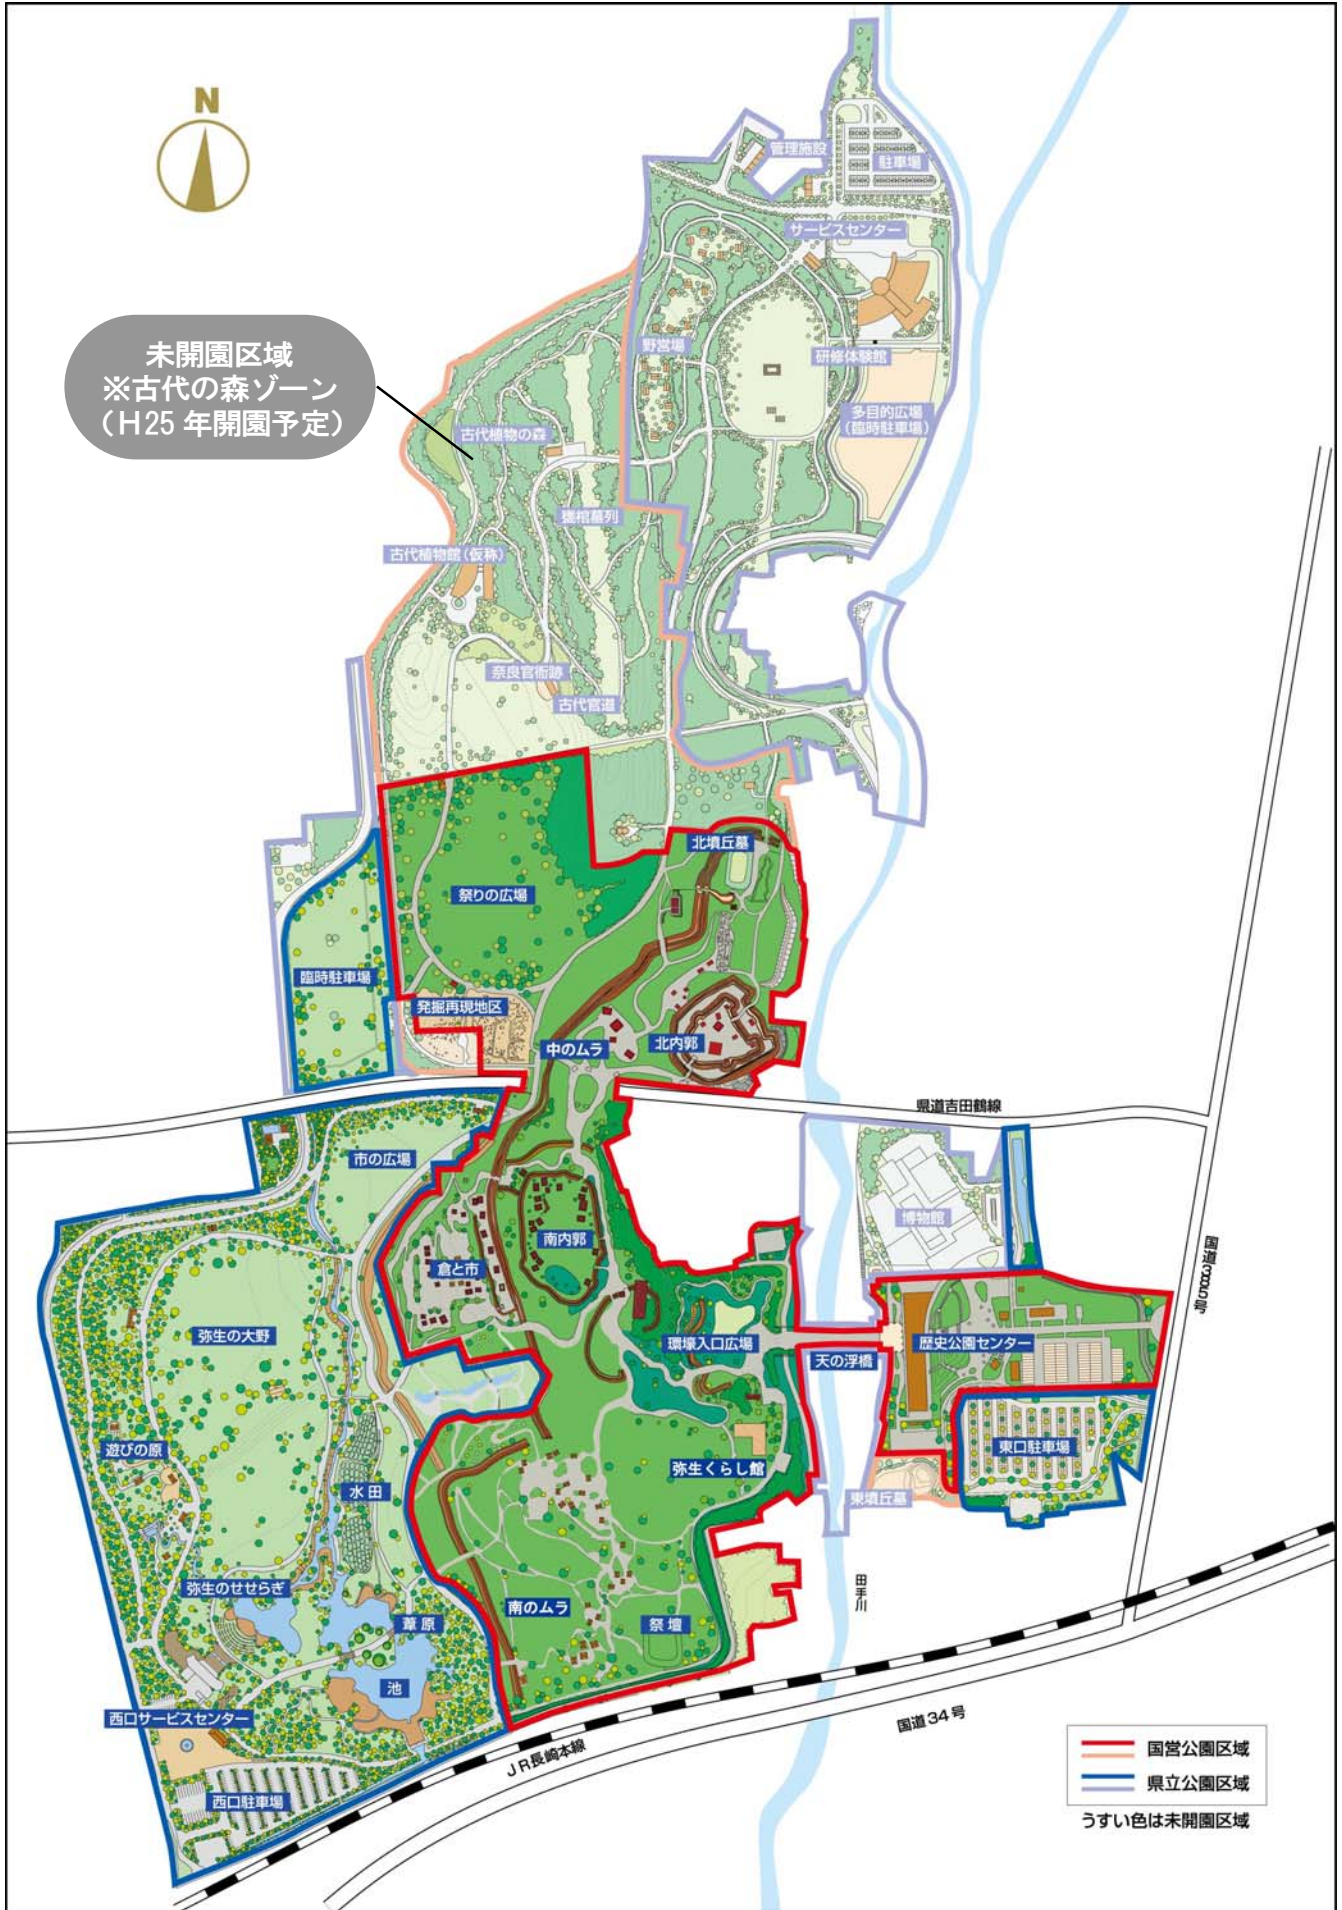 N
管理施設
駐車場
サービスセンター
未開園区域
※古代の森ゾーン
（H25 年開園予定）
野営場
研修体験館
多目的広場
（臨時駐車場）
古代植物の森
甕棺墓列
古代植物館（仮称）
奈良官衙跡
古代官道
北墳丘墓
祭りの広場
臨時駐車場
発掘再現地区
中のムラ
北内郭
県道吉田鶴線
市の広場
博物館
南内郭
国道385号
倉と市
弥生の大野
環壕入口広場
天の浮橋
歴史公園センター
遊びの原
東口駐車場
弥生くらし館
水田
東墳丘墓
弥生のせせらぎ
田手川
葦原
南のムラ
祭壇
池
西口サービスセンター
国道34号
JR長崎本線
西口駐車場
国営公園区域
県立公園区域
うすい色は未開園区域